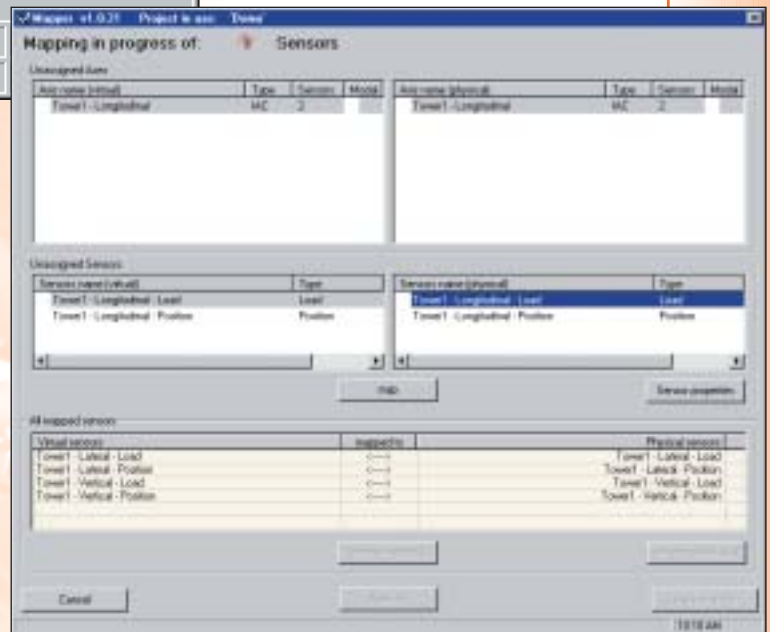 Mapper v1.0.21 Project in use: 'Demo'
Mapping in progress of: Sensors
Unassigned Axes
Axis name (virtual) Type Sensors Modal Axis name (physical) Type Sensors Modal
Tower1 - Longitudinal IAC 2 Tower1 - Longitudinal IAC 2
Unassigned Sensors
Sensors name (virtual) Type Sensors name (physical) Type
Tower1 - Longitudinal - Load Load Tower1 - Longitudinal - Load Load
Tower1 - Longitudinal - Position Position Tower1 - Longitudinal - Position Position
Sensor properties
All mapped sensors
Virtual sensors mapped to Physical sensors
Tower1 - Lateral - Load <----> Tower1 - Lateral - Load
Tower1 - Lateral - Position <----> Tower1 - Lateral - Position
Tower1 - Vertical - Load <----> Tower1 - Vertical - Load
Tower1 - Vertical - Position <----> Tower1 - Vertical - Position
Cancel
10:18 AM